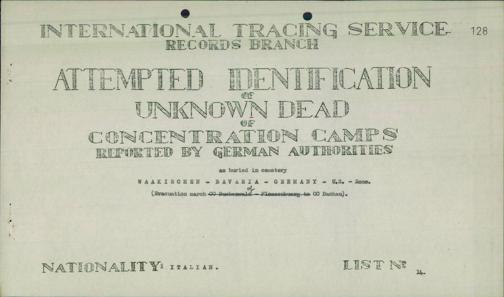 INTERNATIONAL TRACING SERVICE
128
RECORDS BRANCH
ATTEMPTED IDENTIFICATION
OF
UNKNOWN DEAD
OF
CONCENTRATION CAMPS
REPORTED BY GERMAN AUTHORITIES
as buried in cemetery
WAAKIRCHEN - BAVARIA - GERMANY - U.S. - Zone.
of
(Evacuation march CC Buchenwald - Flossenbuerg to CC Dachau).
NATIONALITY: ITALIAN.
LIST No 14.